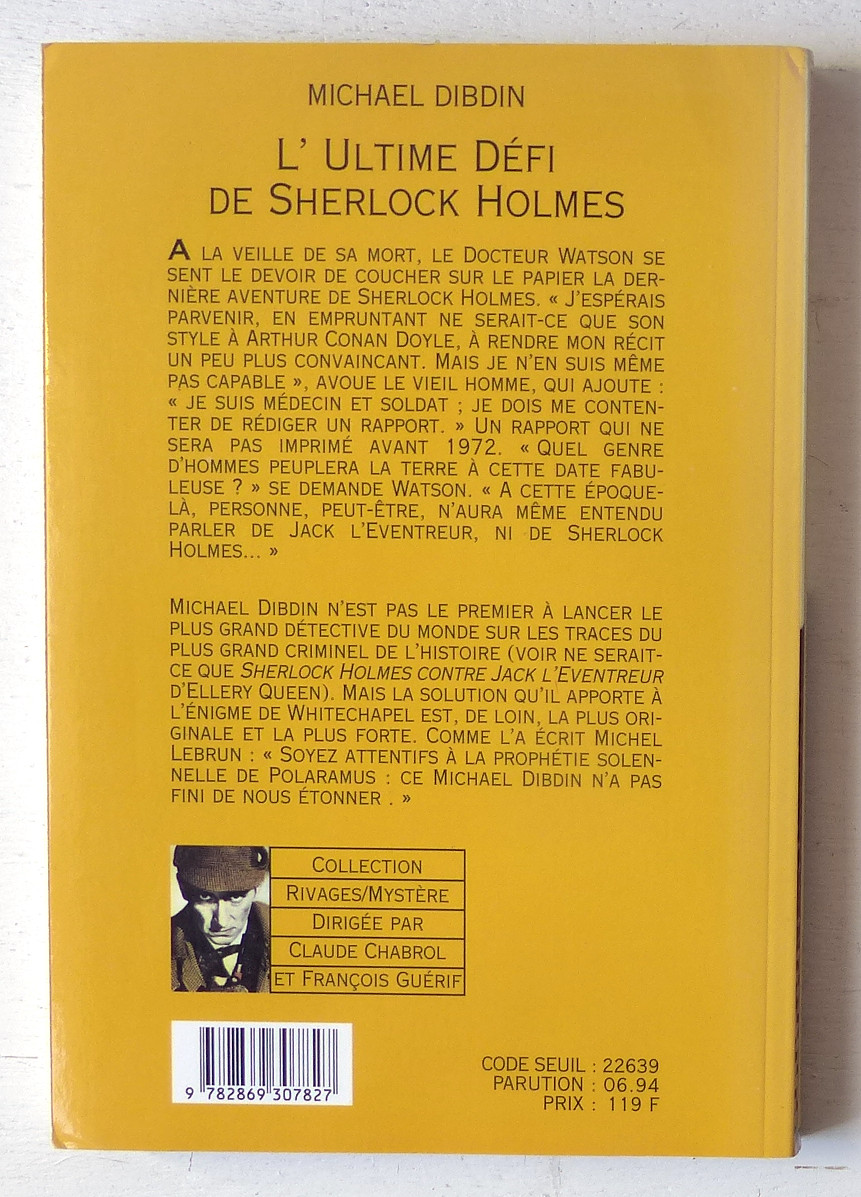 MICHAEL DIBDIN
L' ULTIME DÉFI
DE SHERLOCK HOLMES
A LA VEILLE DE SA MORT, LE DOCTEUR WATSON SE
SENT LE DEVOIR DE COUCHER SUR LE PAPIER LA DER-
NIÈRE AVENTURE DE SHERLOCK HOLMES. « J'ESPÉRAIS
PARVENIR, EN EMPRUNTANT NE SERAIT-CE QUE SON
STYLE À ARTHUR CONAN DOYLE, À RENDRE MON RÉCIT
UN PEU PLUS CONVAINCANT. MAIS JE N'EN SUIS MÊME
PAS CAPABLE », AVOUE LE VIEIL HOMME, QUI AJOUTE :
« JE SUIS MÉDECIN ET SOLDAT ; JE DOIS ME CONTEN-
TER DE RÉDIGER UN RAPPORT. » UN RAPPORT QUI NE
SERA PAS IMPRIMÉ AVANT 1972. « QUEL GENRE
D'HOMMES PEUPLERA LA TERRE À CETTE DATE FABU-
LEUSE ? » SE DEMANDE WATSON. « A CETTE ÉPOQUE-
LÀ, PERSONNE, PEUT-ÊTRE, N'AURA MÊME ENTENDU
PARLER DE JACK L'EVENTREUR, NI DE SHERLOCK
HOLMES... »
MICHAEL DIBDIN N'EST PAS LE PREMIER À LANCER LE
PLUS GRAND DÉTECTIVE DU MONDE SUR LES TRACES DU
PLUS GRAND CRIMINEL DE L'HISTOIRE (VOIR NE SERAIT-
CE QUE SHERLOCK HOLMES CONTRE JACK L'EVENTREUR
D'ELLERY QUEEN). MAIS LA SOLUTION QU'IL APPORTE À
L'ÉNIGME DE WHITECHAPEL EST, DE LOIN, LA PLUS ORI-
GINALE ET LA PLUS FORTE. COMME L'A ÉCRIT MICHEL
LEBRUN : « SOYEZ ATTENTIFS À LA PROPHÉTIE SOLEN-
NELLE DE POLARAMUS : CE MICHAEL DIBDIN N'A PAS
FINI DE NOUS ÉTONNER . »
COLLECTION
RIVAGES/MYSTÈRE
DIRIGÉE PAR
CLAUDE CHABROL
ET FRANÇOIS GUÉRIF
9 782869 307827
CODE SEUIL : 22639
PARUTION : 06.94
PRIX : 119 F